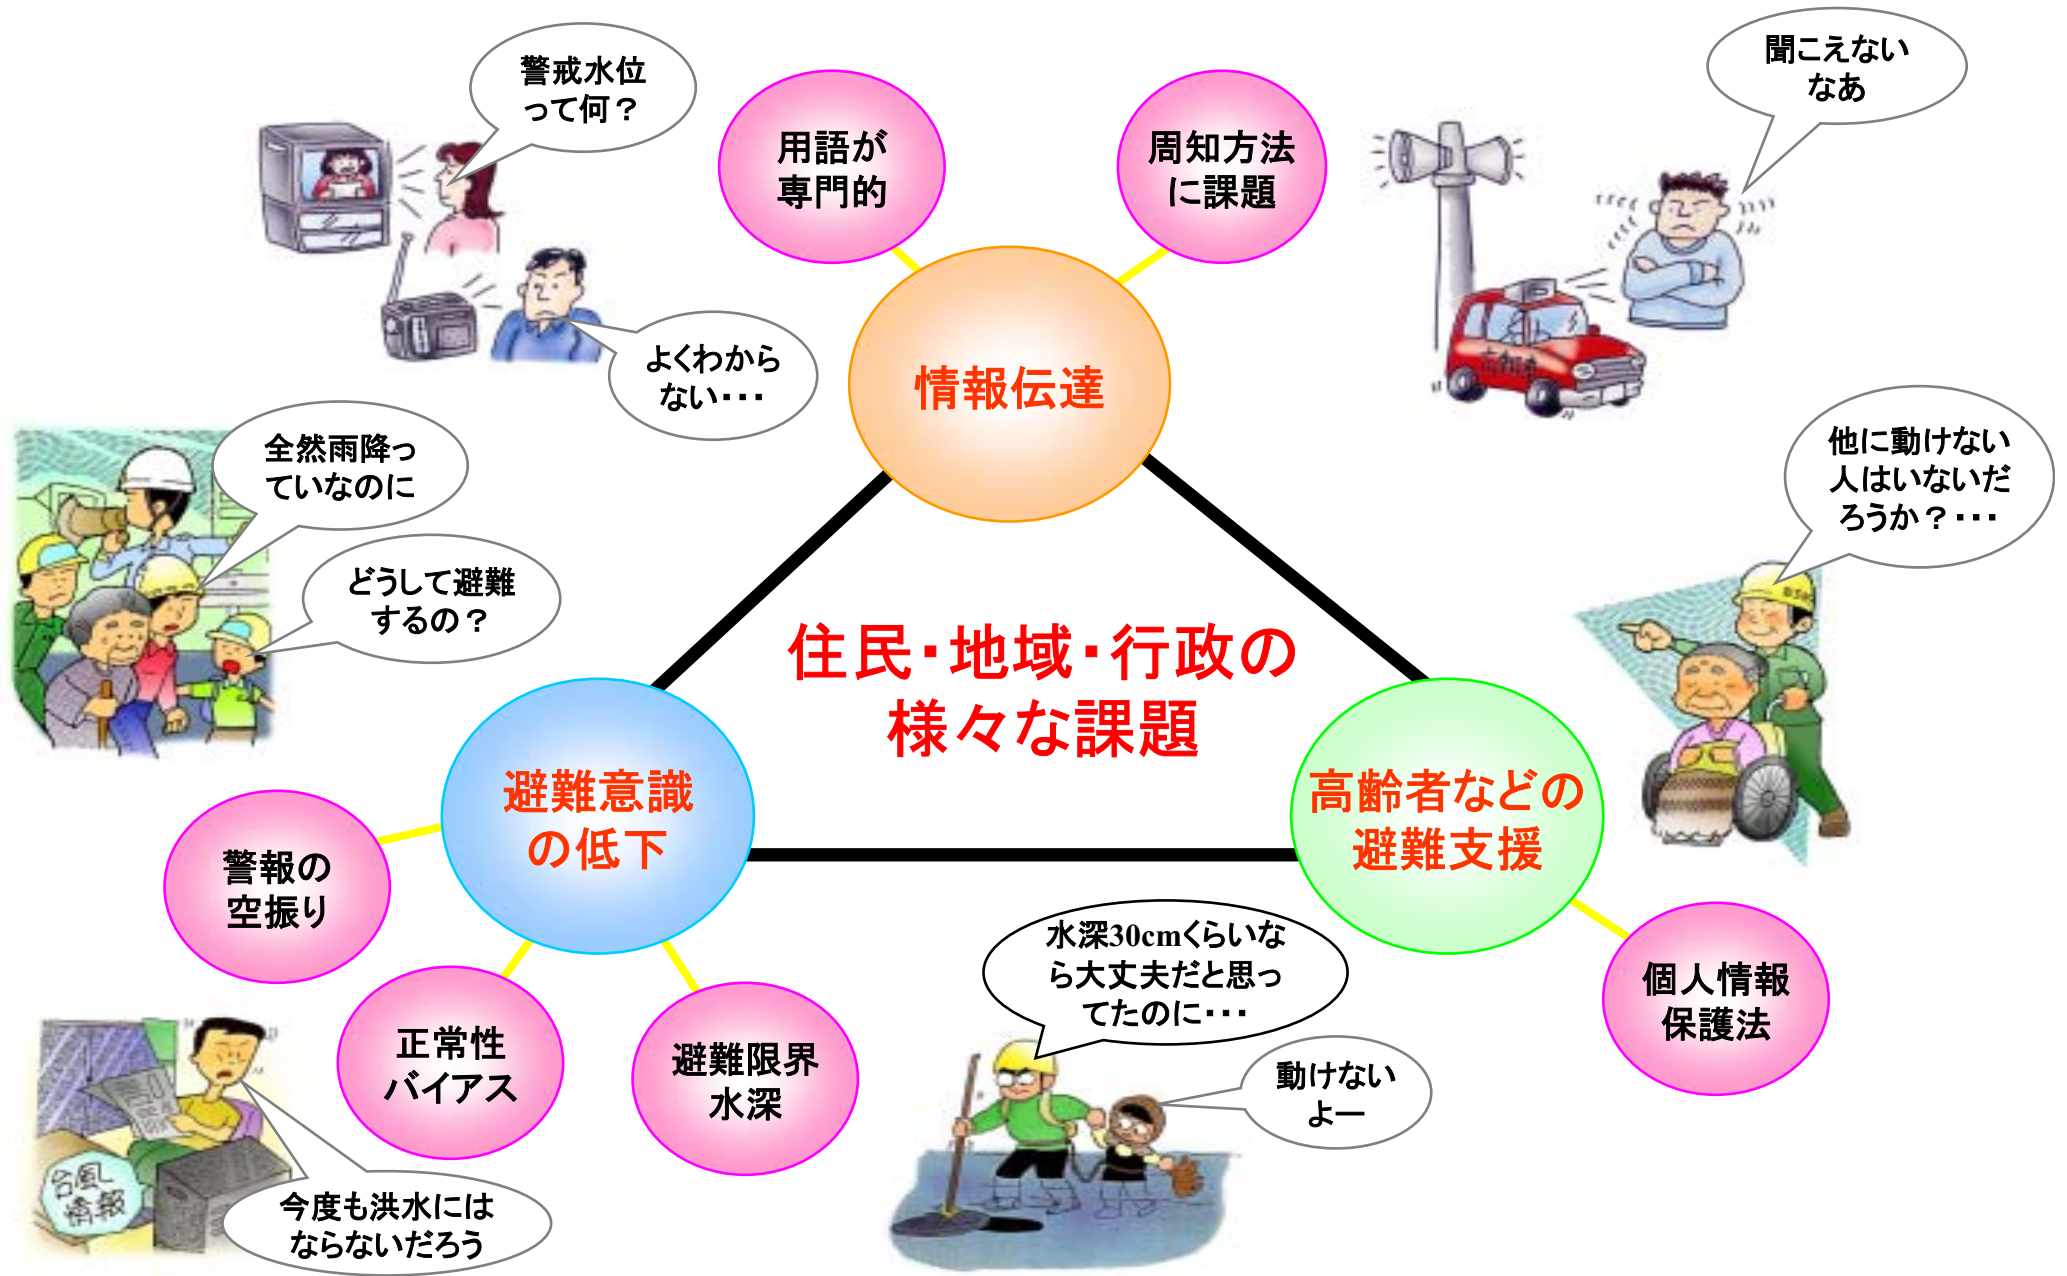 警戒水位
って何？
用語が
専門的
周知方法
に課題
聞こえない
なあ
よくわから
ない・・・
情報伝達
全然雨降っ
ていなのに
どうして避難
するの？
他に動けない
人はいないだ
ろうか？・・・
住民・地域・行政の
様々な課題
避難意識
の低下
高齢者などの
避難支援
警報の
空振り
正常性
バイアス
避難限界
水深
水深30cmくらいな
ら大丈夫だと思っ
てたのに・・・
動けない
よー
個人情報
保護法
台風
情報
今度も洪水には
ならないだろう